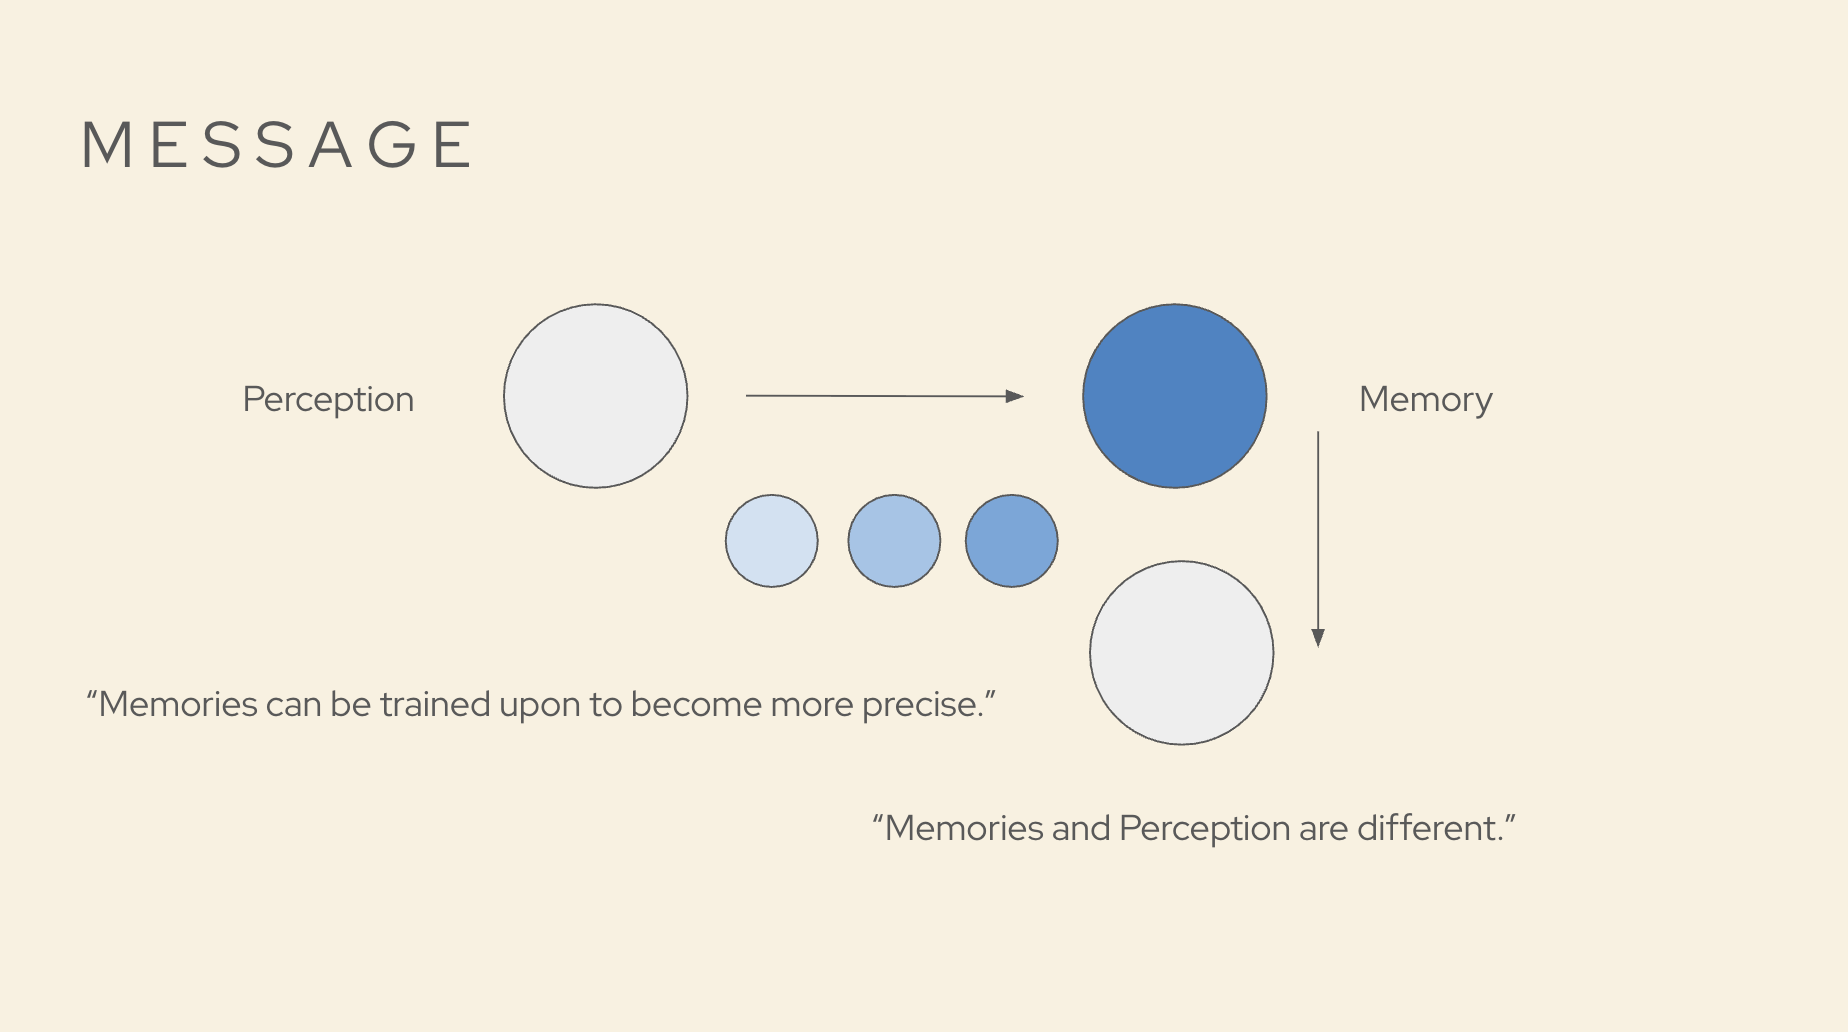 MESSAGE
Perception
Memory
“Memories can be trained upon to become more precise.”
“Memories and Perception are different.”